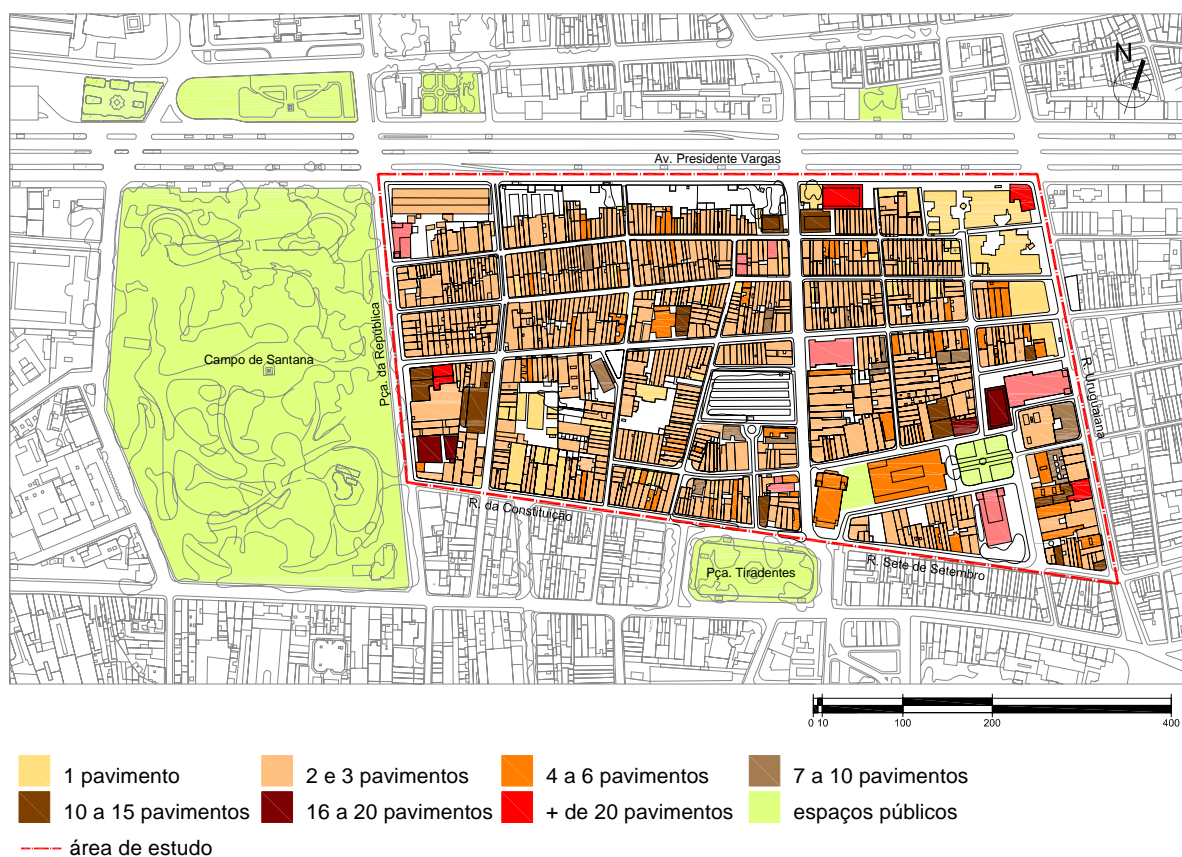 N
Av. Presidente Vargas
Pça. da República
Campo de Santana
R. Uruguaiana
R. da Constituição
Pça. Tiradentes
R. Sete de Setembro
0 10 100 200 400
1 pavimento 2 e 3 pavimentos 4 a 6 pavimentos 7 a 10 pavimentos
10 a 15 pavimentos 16 a 20 pavimentos + de 20 pavimentos espaços públicos
área de estudo